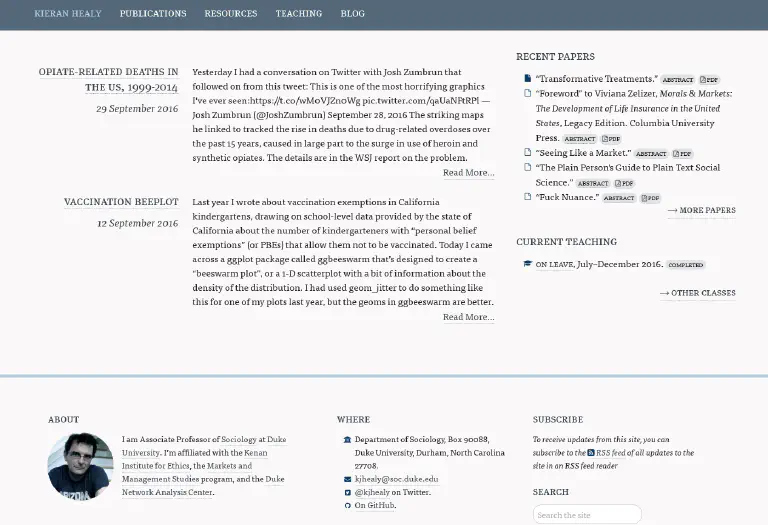 KIERAN HEALY PUBLICATIONS RESOURCES TEACHING BLOG
OPIATE-RELATED DEATHS IN
THE US, 1999-2014
29 September 2016
Yesterday I had a conversation on Twitter with Josh Zumbrun that
followed on from this tweet: This is one of the most horrifying graphics
I've ever seen:https://t.co/wMoVJZnoWg pic.twitter.com/qaUaNPtRPl —
Josh Zumbrun (@JoshZumbrun) September 28, 2016 The striking maps
he linked to tracked the rise in deaths due to drug-related overdoses over
the past 15 years, caused in large part to the surge in use of heroin and
synthetic opiates. The details are in the WSJ report on the problem.
Read More…
VACCINATION BEEPLOT
12 September 2016
Last year I wrote about vaccination exemptions in California
kindergartens, drawing on school-level data provided by the state of
California about the number of kindergarteners with “personal belief
exemptions” (or PBEs) that allow them not to be vaccinated. Today I came
across a ggplot package called ggbeeswarm that's designed to create a
“beeswarm plot”, or a 1-D scatterplot with a bit of information about the
density of the distribution. I had used geom_jitter to do something like
this for one of my plots last year, but the geoms in ggbeeswarm are better.
Read More…
RECENT PAPERS
“Transformative Treatments.” ABSTRACT PDF
“Foreword” to Viviana Zelizer, Morals & Markets:
The Development of Life Insurance in the United
States, Legacy Edition. Columbia University
Press. ABSTRACT PDF
“Seeing Like a Market.” ABSTRACT PDF
“The Plain Person's Guide to Plain Text Social
Science.” ABSTRACT PDF
“Fuck Nuance.” ABSTRACT PDF
→ MORE PAPERS
CURRENT TEACHING
ON LEAVE, July–December 2016. COMPLETED
→ OTHER CLASSES
ABOUT
I am Associate Professor of Sociology at Duke
University. I'm affiliated with the Kenan
Institute for Ethics, the Markets and
Management Studies program, and the Duke
Network Analysis Center.
ARIZONA
WHERE
Department of Sociology, Box 90088,
Duke University, Durham, North Carolina
27708.
kjhealy@soc.duke.edu
@kjhealy on Twitter.
On GitHub.
SUBSCRIBE
To receive updates from this site, you can
subscribe to the RSS feed of all updates to the
site in an RSS feed reader
SEARCH
Search the site